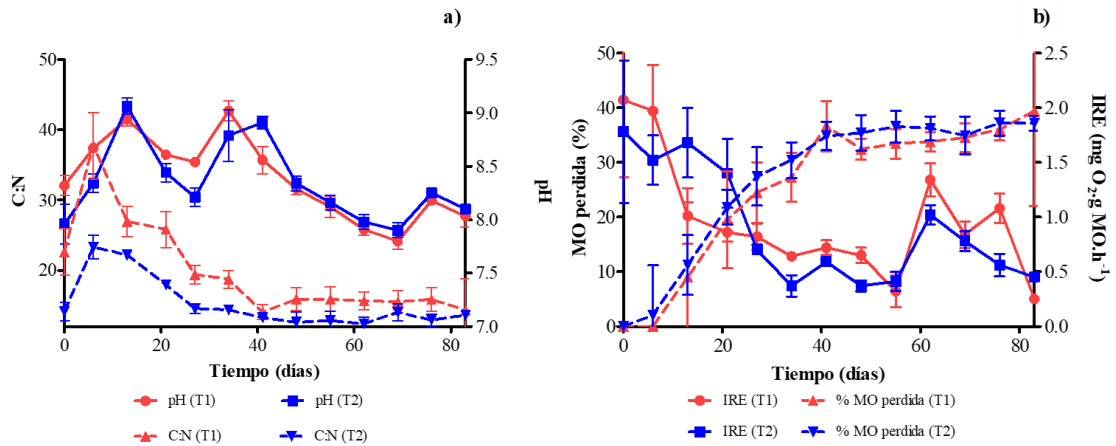 a)
C:N
50
40
30
20
9.5
9.0
8.5
8.0
7.5
7.0
pH
0
20
40
60
80
Tiempo (días)
pH (T1)
pH (T2)
C:N (T1)
C:N (T2)
b)
MO perdida (%)
50
40
30
20
10
0
2.5
2.0
1.5
1.0
0.5
0.0
IRE (mg O₂.g MO.h⁻¹)
0
20
40
60
80
Tiempo (días)
IRE (T1)
% MO perdida (T1)
IRE (T2)
% MO perdida (T2)